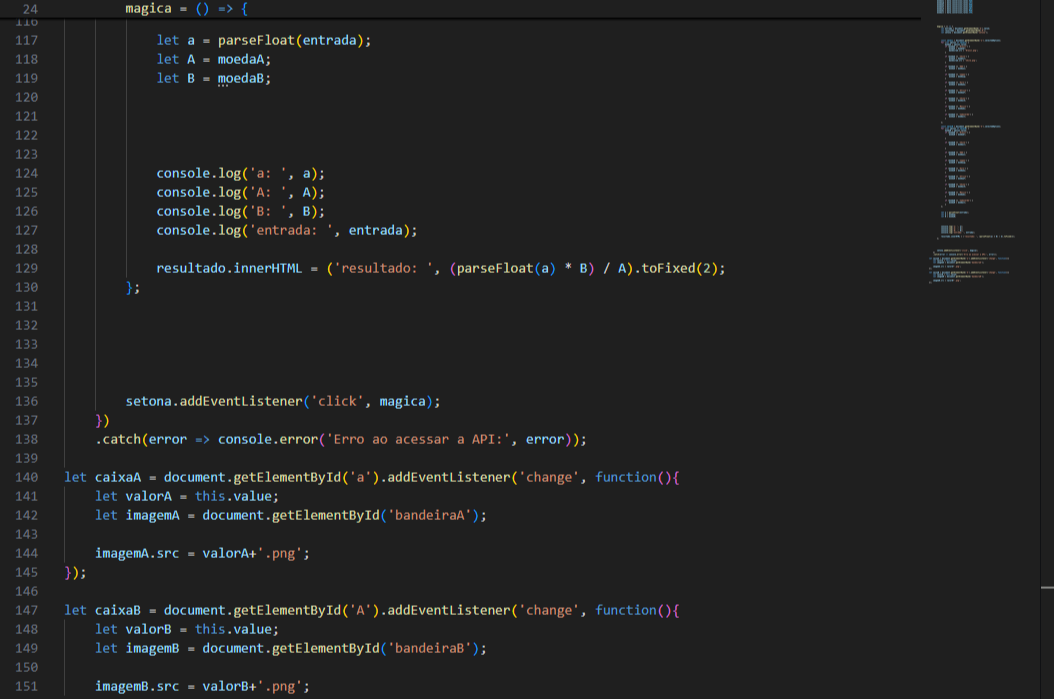 24 magica = () => {
116
117 let a = parseFloat(entrada);
118 let A = moedaA;
119 let B = moedaB;
120
121
122
123
124 console.log('a: ', a);
125 console.log('A: ', A);
126 console.log('B: ', B);
127 console.log('entrada: ', entrada);
128
129 resultado.innerHTML = ('resultado: ', (parseFloat(a) * B) / A).toFixed(2);
130 };
131
132
133
134
135
136 setona.addEventListener('click', magica);
137 })
138 .catch(error => console.error('Erro ao acessar a API:', error));
139
140 let caixaA = document.getElementById('a').addEventListener('change', function(){
141 let valorA = this.value;
142 let imagemA = document.getElementById('bandeiraA');
143
144 imagemA.src = valorA+'.png';
145 });
146
147 let caixaB = document.getElementById('A').addEventListener('change', function(){
148 let valorB = this.value;
149 let imagemB = document.getElementById('bandeiraB');
150
151 imagemB.src = valorB+'.png';